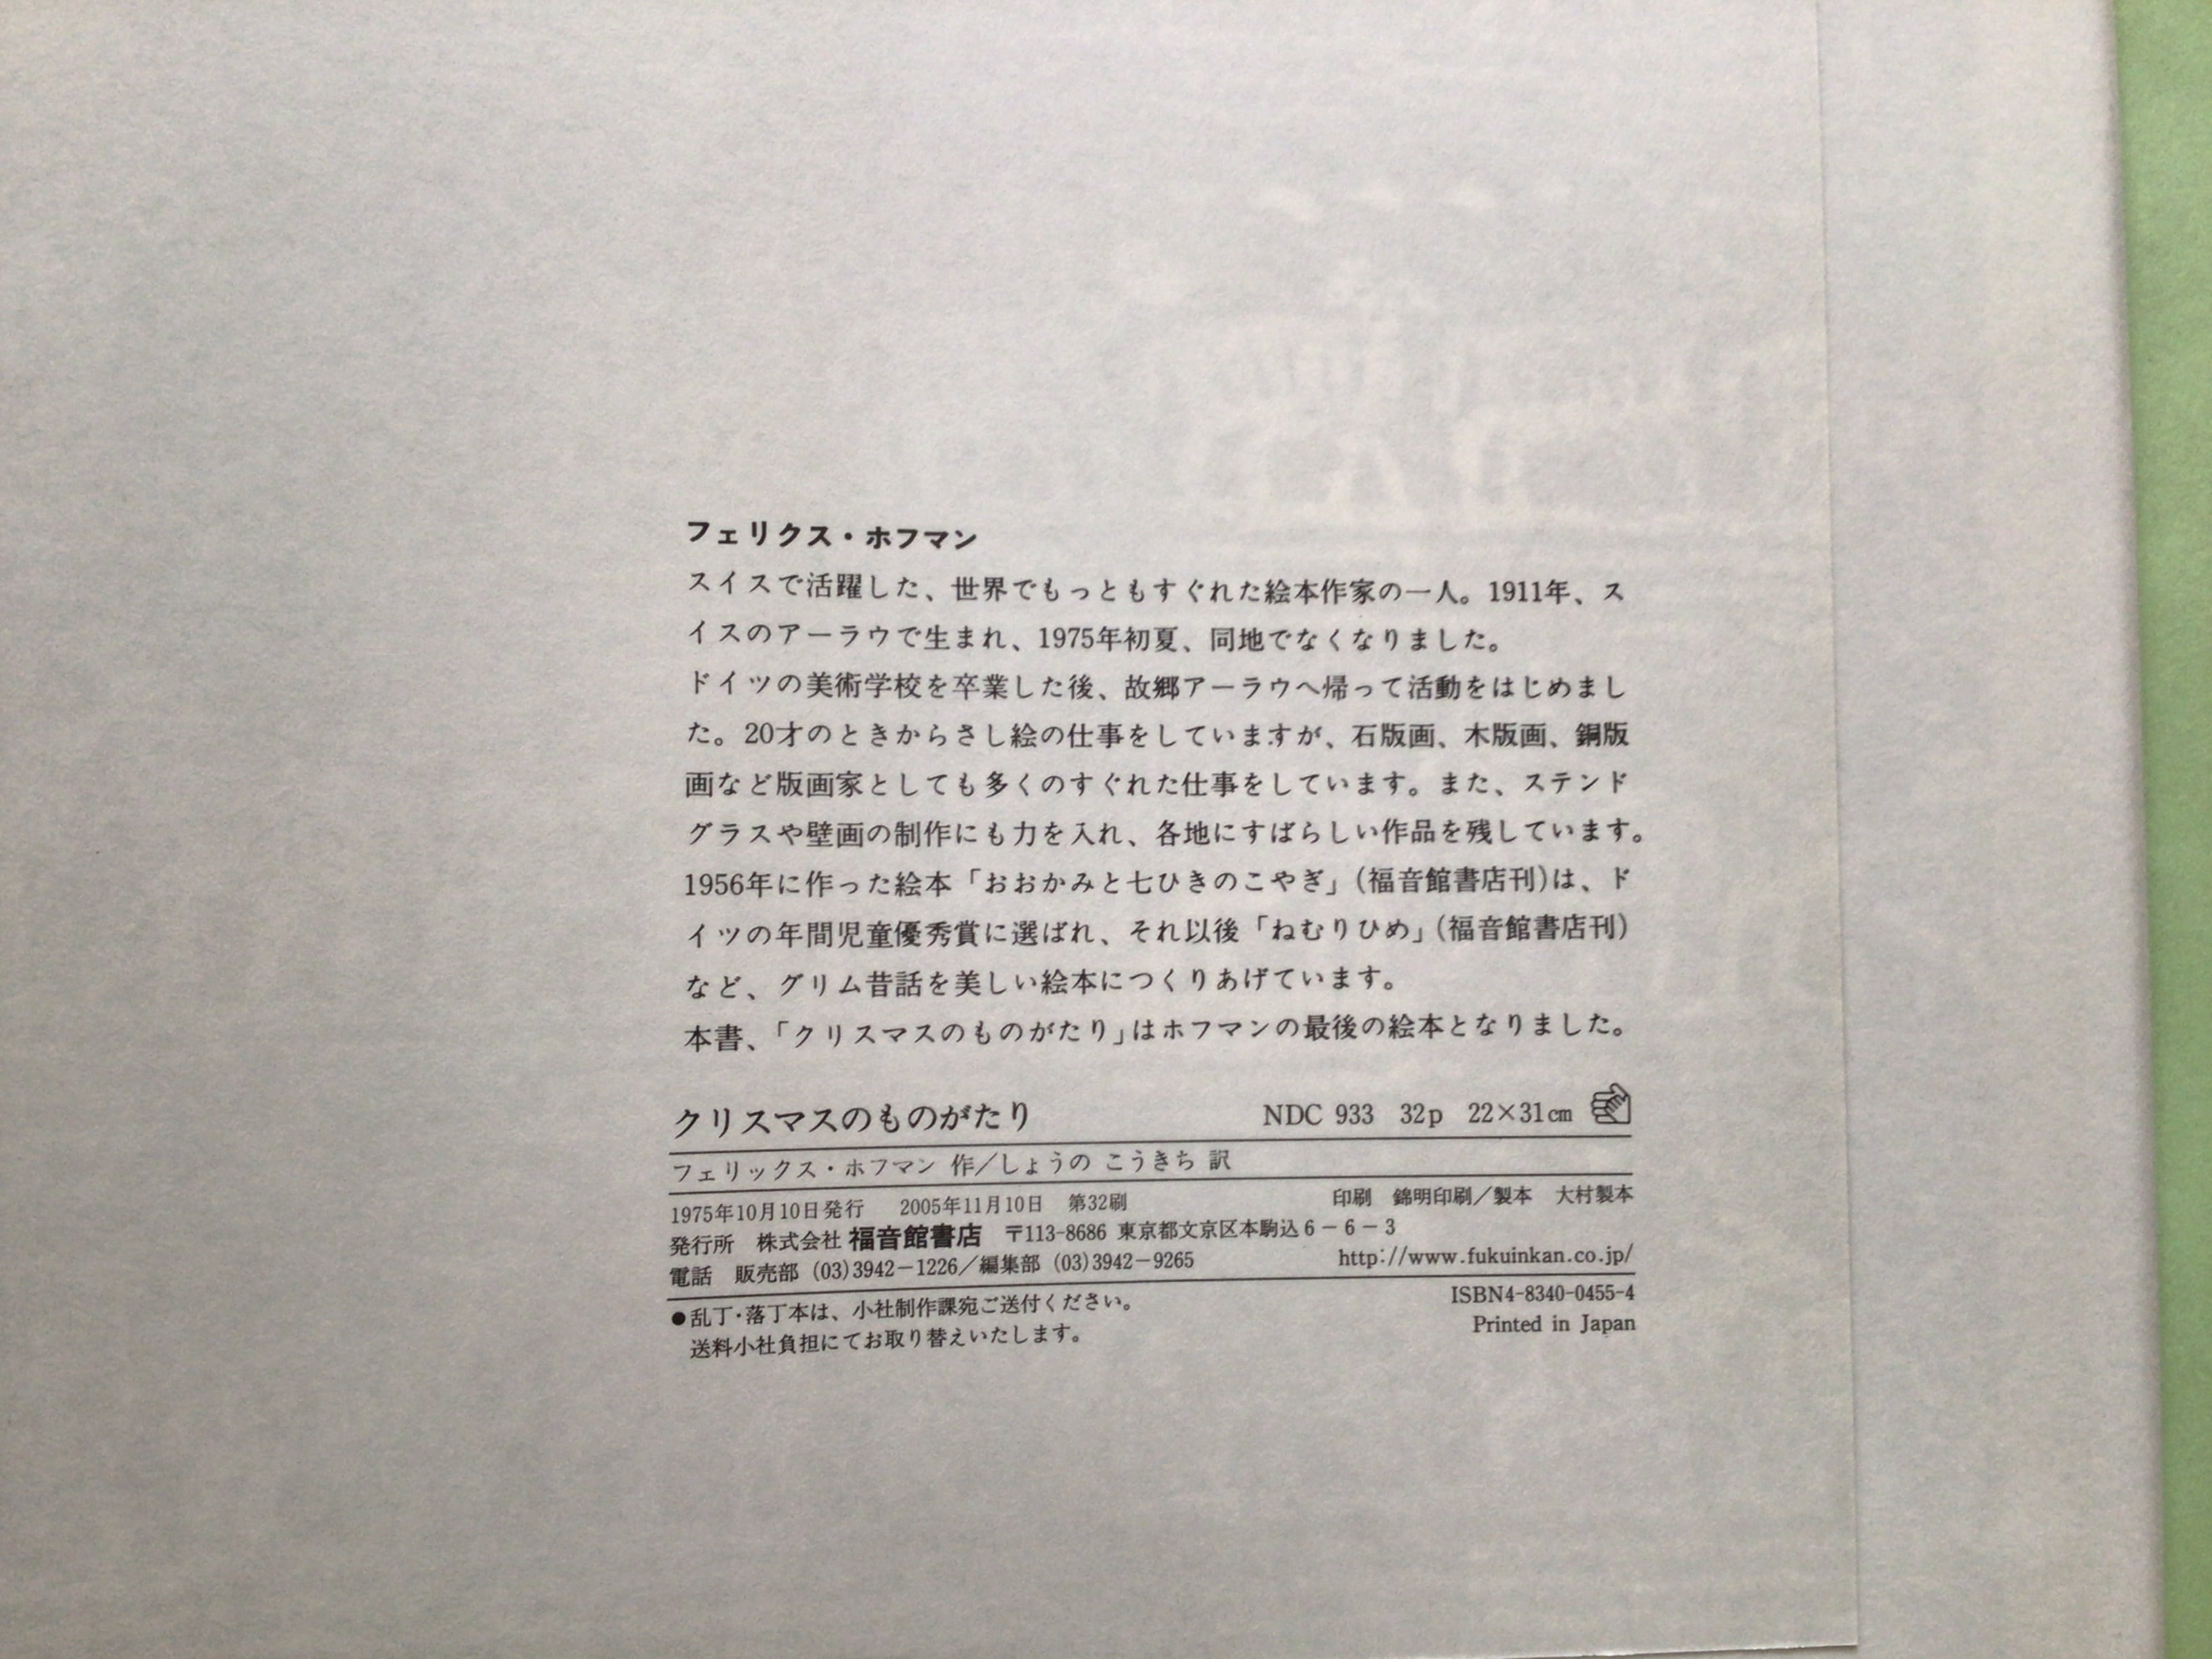 フェリクス・ホフマン
スイスで活躍した、世界でもっともすぐれた絵本作家の一人。1911年、ス
イスのアーラウで生まれ、1975年初夏、同地でなくなりました。
ドイツの美術学校を卒業した後、故郷アーラウへ帰って活動をはじめまし
た。20才のときからさし絵の仕事をしていますが、石版画、木版画、銅版
画など版画家としても多くのすぐれた仕事をしています。また、ステンド
グラスや壁画の制作にも力を入れ、各地にすばらしい作品を残しています。
1956年に作った絵本「おおかみと七ひきのこやぎ」(福音館書店刊)は、ド
イツの年間児童優秀賞に選ばれ、それ以後「ねむりひめ」(福音館書店刊)
など、グリム昔話を美しい絵本につくりあげています。
本書、「クリスマスのものがたり」はホフマンの最後の絵本となりました。
クリスマスのものがたり NDC 933 32p 22×31cm
フェリックス・ホフマン 作/しょうの こうきち 訳
1975年10月10日発行 2005年11月10日 第32刷 印刷 錦明印刷/製本 大村製本
発行所 株式会社 福音館書店 〒113-8686 東京都文京区本駒込6-6-3
電話 販売部 (03)3942-1226/編集部 (03)3942-9265 http://www.fukuinkan.co.jp/
●乱丁・落丁本は、小社制作課宛ご送付ください。 ISBN4-8340-0455-4
送料小社負担にてお取り替えいたします。 Printed in Japan